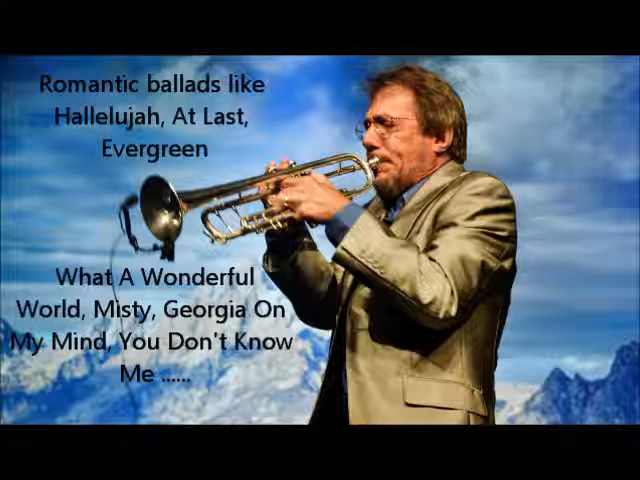 Romantic ballads like
Hallelujah, At Last,
Evergreen
What A Wonderful
World, Misty, Georgia On
My Mind, You Don't Know
Me ......